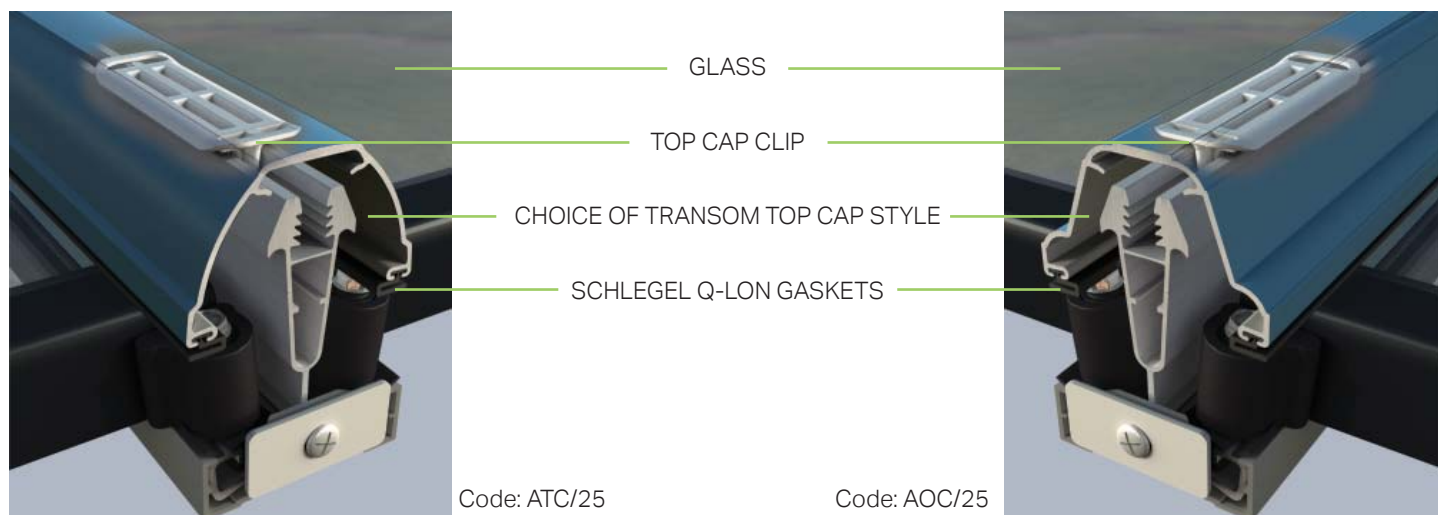 GLASS
TOP CAP CLIP
CHOICE OF TRANSOM TOP CAP STYLE
SCHLEGEL Q-LON GASKETS
Code: ATC/25
Code: AOC/25